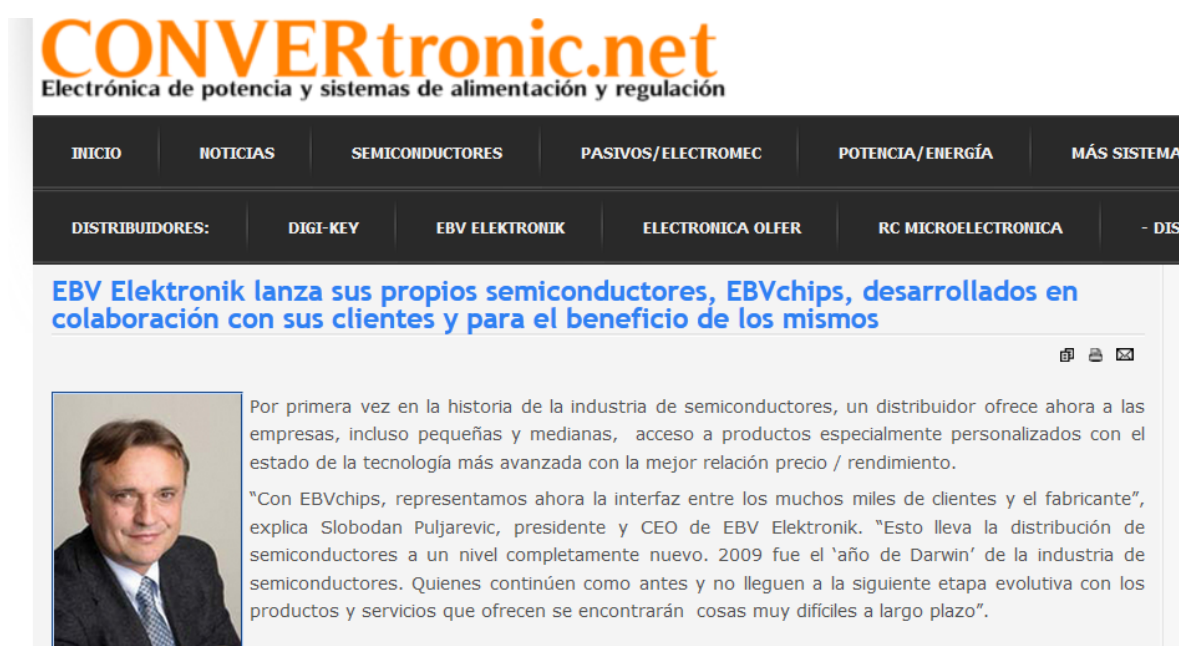 CONVERtronic.net
Electrónica de potencia y sistemas de alimentación y regulación
INICIO NOTICIAS SEMICONDUCTORES PASIVOS/ELECTROMEC POTENCIA/ENERGÍA MÁS SISTEMA
DISTRIBUIDORES: DIGI-KEY EBV ELEKTRONIK ELECTRONICA OLFER RC MICROELECTRONICA - DIS
EBV Elektronik lanza sus propios semiconductores, EBVchips, desarrollados en
colaboración con sus clientes y para el beneficio de los mismos
Por primera vez en la historia de la industria de semiconductores, un distribuidor ofrece ahora a las
empresas, incluso pequeñas y medianas, acceso a productos especialmente personalizados con el
estado de la tecnología más avanzada con la mejor relación precio / rendimiento.
“Con EBVchips, representamos ahora la interfaz entre los muchos miles de clientes y el fabricante”,
explica Slobodan Puljarevic, presidente y CEO de EBV Elektronik. “Esto lleva la distribución de
semiconductores a un nivel completamente nuevo. 2009 fue el ‘año de Darwin’ de la industria de
semiconductores. Quienes continúen como antes y no lleguen a la siguiente etapa evolutiva con los
productos y servicios que ofrecen se encontrarán cosas muy difíciles a largo plazo”.